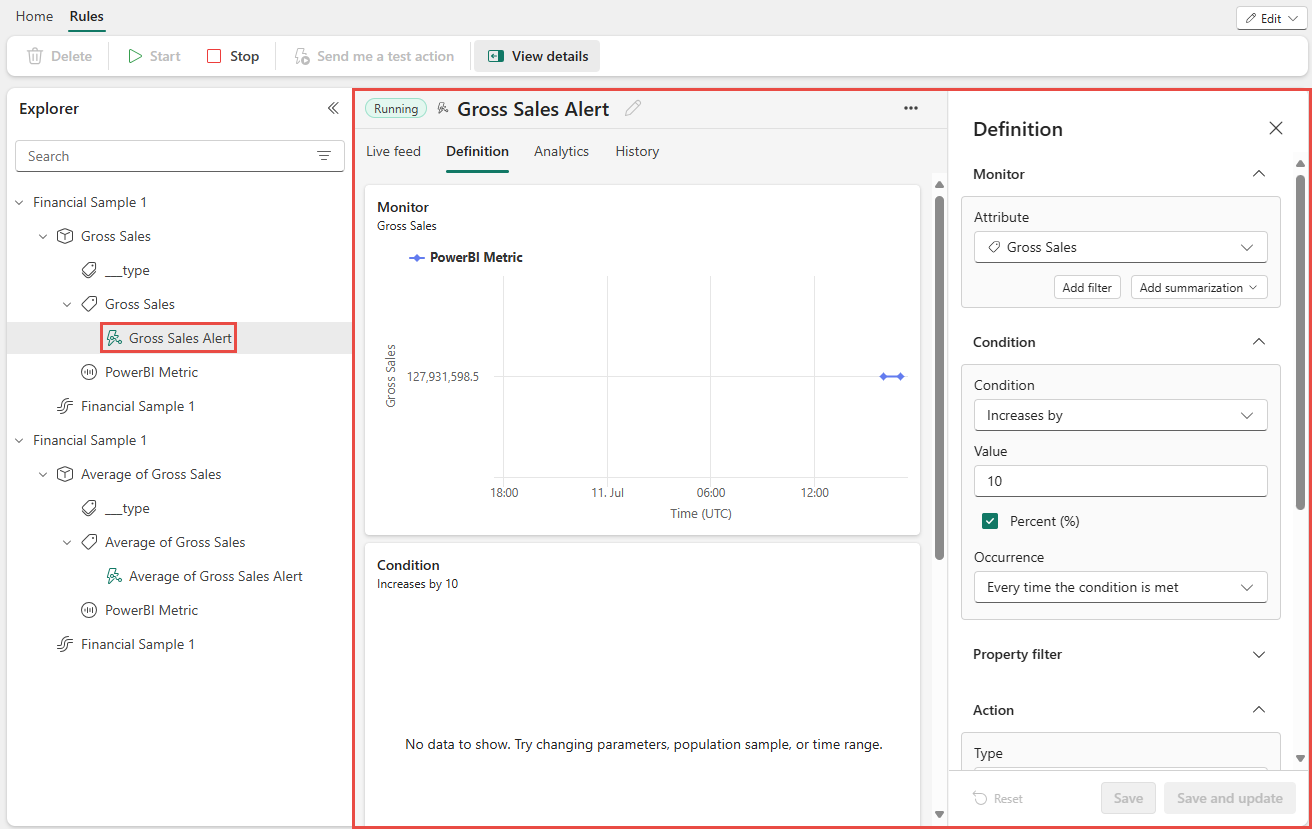 Home Rules Edit
Delete Start Stop Send me a test action View details
Explorer
Search
Financial Sample 1
Gross Sales
___type
Gross Sales
Gross Sales Alert
PowerBI Metric
Financial Sample 1
Financial Sample 1
Average of Gross Sales
___type
Average of Gross Sales
Average of Gross Sales Alert
PowerBI Metric
Financial Sample 1
Running Gross Sales Alert
Live feed Definition Analytics History
Monitor
Gross Sales
PowerBI Metric
Gross Sales
127,931,598.5
18:00 11. Jul 06:00 12:00
Time (UTC)
Condition
Increases by 10
No data to show. Try changing parameters, population sample, or time range.
Definition
Monitor
Attribute
Gross Sales
Add filter Add summarization
Condition
Condition
Increases by
Value
10
Percent (%)
Occurrence
Every time the condition is met
Property filter
Action
Type
Reset Save Save and update